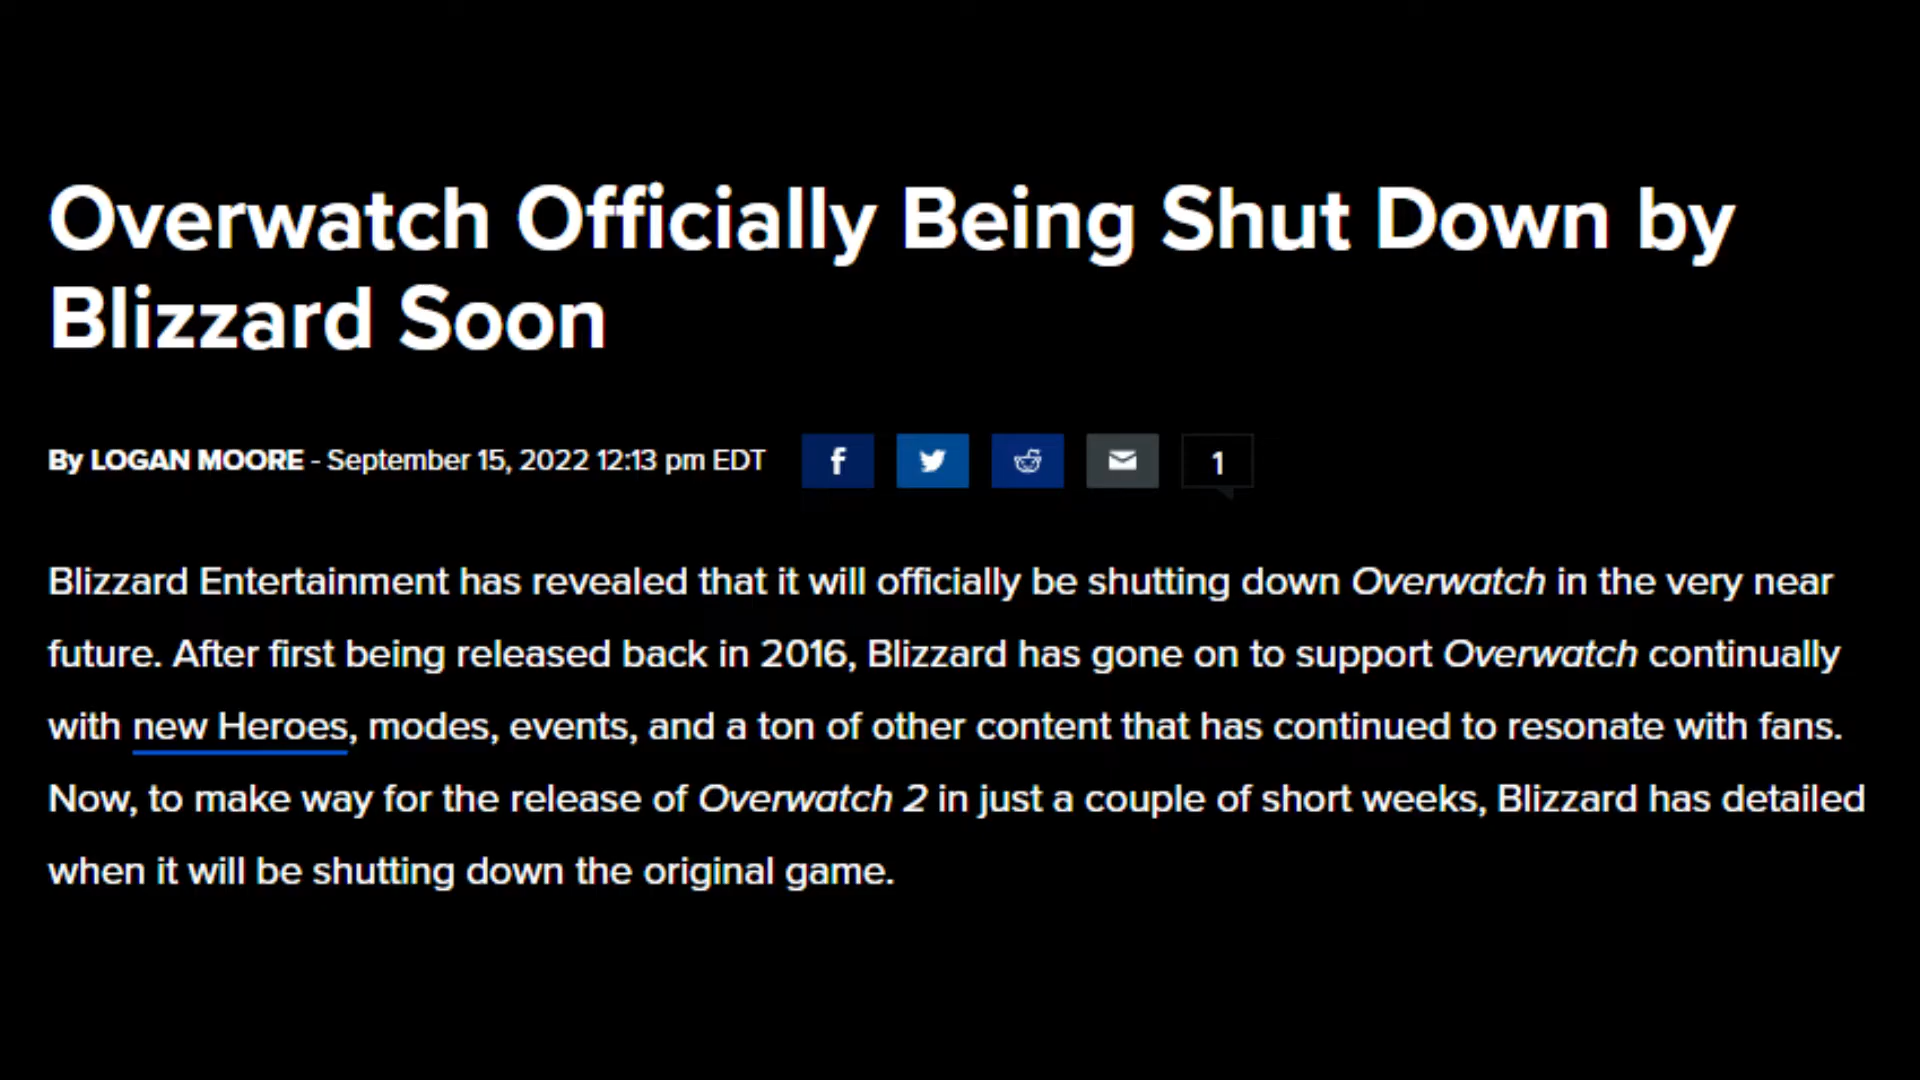 Overwatch Officially Being Shut Down by
Blizzard Soon
By LOGAN MOORE - September 15, 2022 12:13 pm EDT
f
1
Blizzard Entertainment has revealed that it will officially be shutting down Overwatch in the very near
future. After first being released back in 2016, Blizzard has gone on to support Overwatch continually
with new Heroes, modes, events, and a ton of other content that has continued to resonate with fans.
Now, to make way for the release of Overwatch 2 in just a couple of short weeks, Blizzard has detailed
when it will be shutting down the original game.